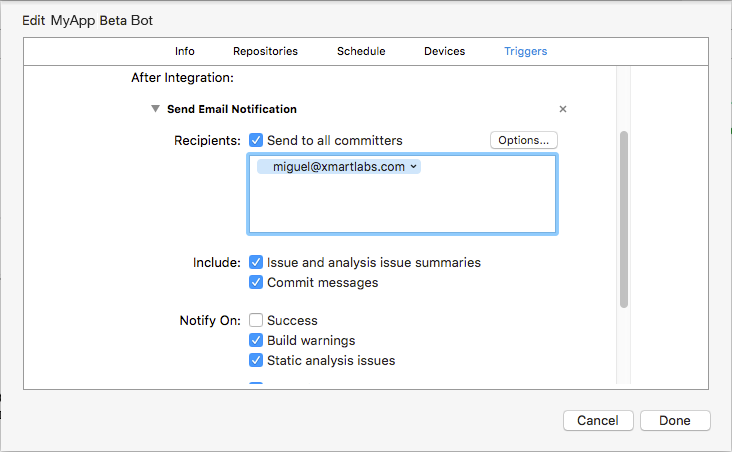 Edit MyApp Beta Bot
Info Repositories Schedule Devices Triggers
After Integration:
Send Email Notification
Recipients: Send to all committers Options...
miguel@xmartlabs.com
Include: Issue and analysis issue summaries
Commit messages
Notify On: Success
Build warnings
Static analysis issues
Cancel Done